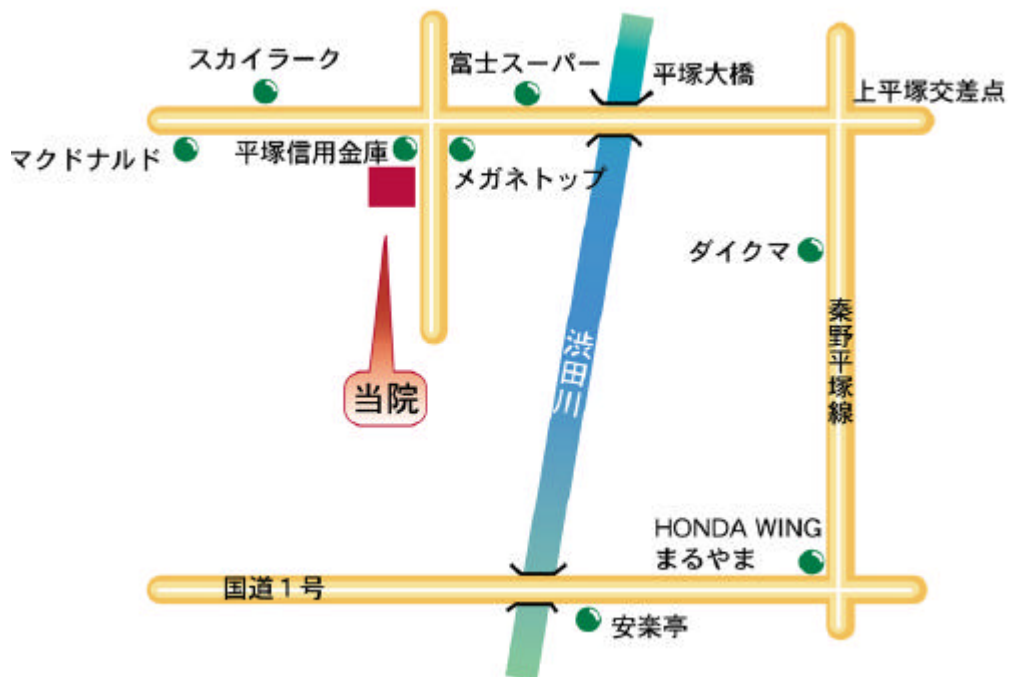 スカイラーク
富士スーパー
平塚大橋
上平塚交差点
マクドナルド
平塚信用金庫
メガネトップ
ダイクマ
秦野平塚線
渋田川
当院
HONDA WING
まるやま
国道1号
安楽亭